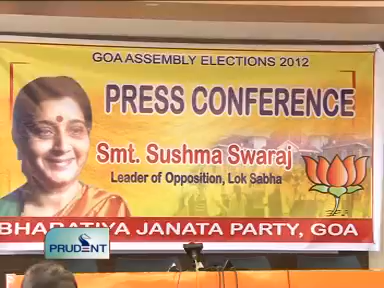 GOA ASSEMBLY ELECTIONS 2012
PRESS CONFERENCE
Smt. Sushma Swaraj
Leader of Opposition, Lok Sabha
BHARATIYA JANATA PARTY, GOA
PRUDENT